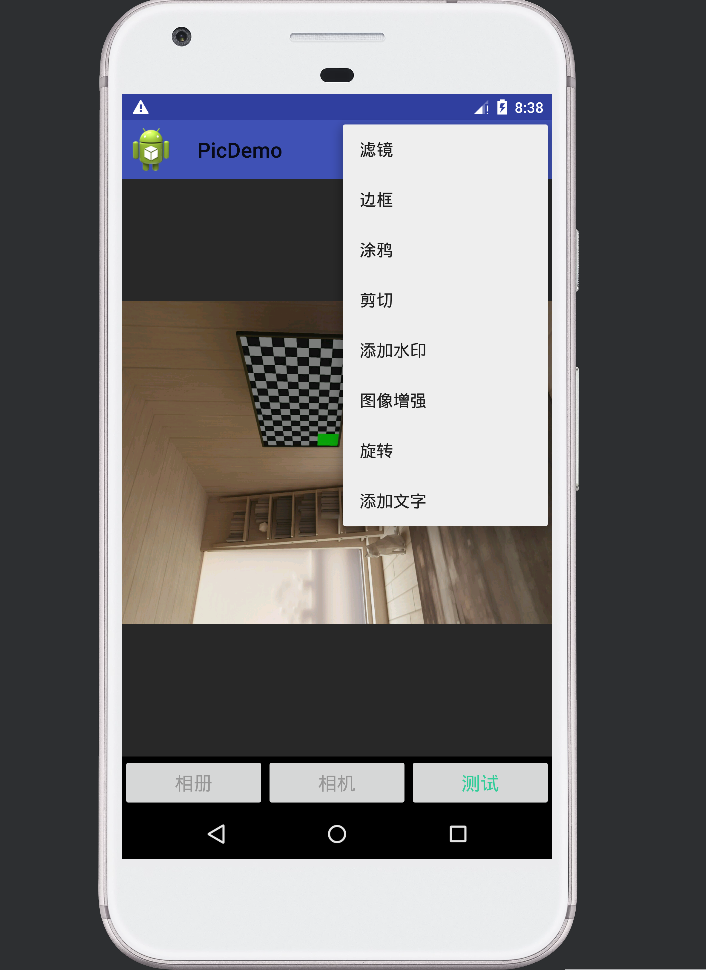 8:38
PicDemo
滤镜
边框
涂鸦
剪切
添加水印
图像增强
旋转
添加文字
相册 相机 测试